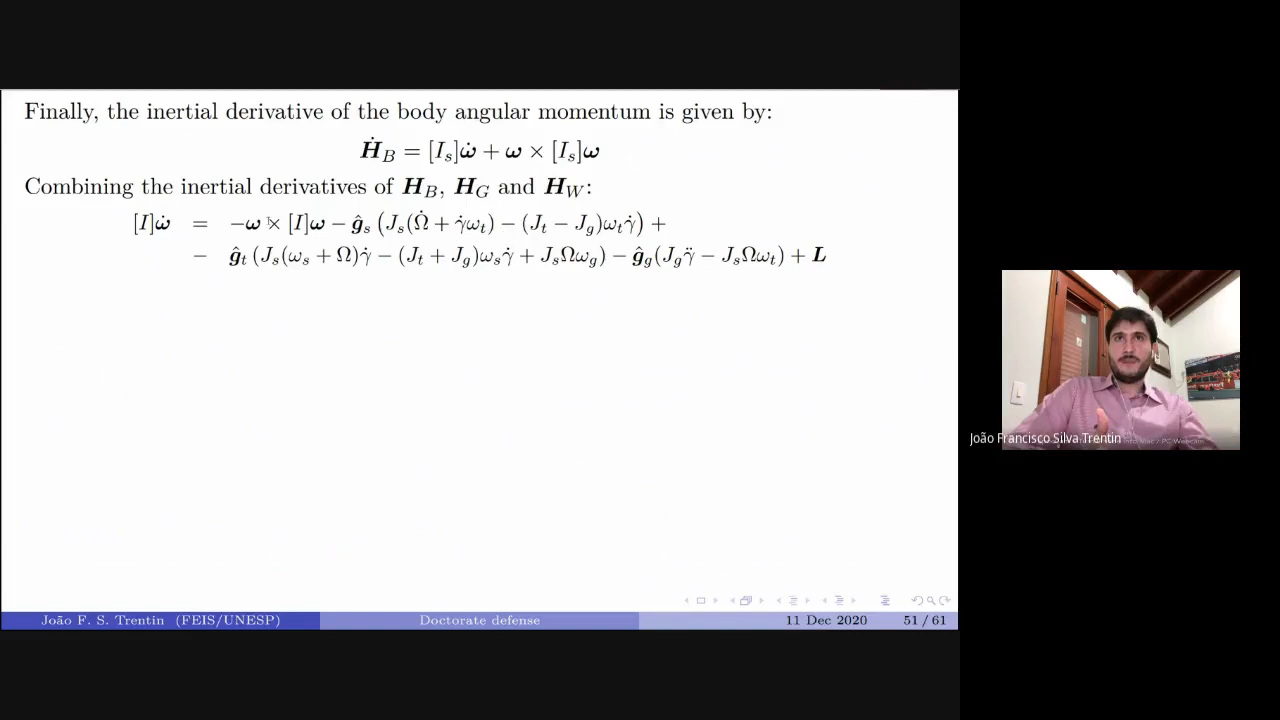 Finally, the inertial derivative of the body angular momentum is given by:
Ḣ_B = [I_s]ω̇ + ω × [I_s]ω
Combining the inertial derivatives of H_B, H_G and H_W:
[I]ω̇ = −ω × [I]ω − ĝ_s (J_s(Ω̇ + γ̇ω_t) − (J_t − J_g)ω_tγ̇) +
− ĝ_t (J_s(ω_s + Ω)γ̇ − (J_t + J_g)ω_sγ̇ + J_sΩω_g) − ĝ_g(J_gγ̈ − J_sΩω_t) + L
João Francisco Silva Trentin
João F. S. Trentin (FEIS/UNESP) Doctorate defense 11 Dec 2020 51 / 61